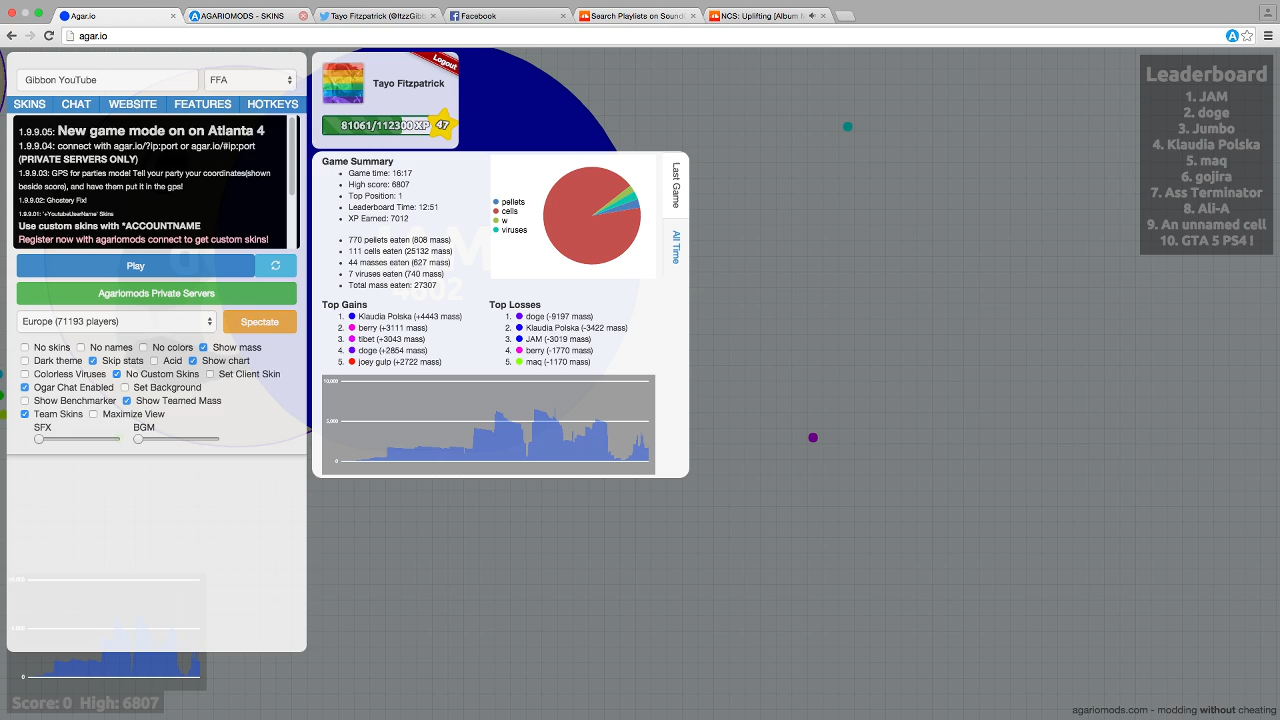 Agar.io
AGARIOMODS - SKINS
Tayo Fitzpatrick (@ItzzGibb
Facebook
Search Playlists on Sound
NCS: Uplifting [Album M
agar.io
Gibbon YouTube
FFA
SKINS CHAT WEBSITE FEATURES HOTKEYS
1.9.9.05: New game mode on on Atlanta 4
1.9.9.04: connect with agar.io/?ip:port or agar.io/#ip:port
(PRIVATE SERVERS ONLY)
1.9.9.03: GPS for parties mode! Tell your party your coordinates(shown
beside score), and have them put it in the gps!
1.9.9.02: Ghostery Fix!
1.9.9.01: '+YoutubeUserName' Skins
Use custom skins with *ACCOUNTNAME
Register now with agariomods connect to get custom skins!
Play
Agariomods Private Servers
Europe (71193 players)
Spectate
No skins No names No colors Show mass
Dark theme Skip stats Acid Show chart
Colorless Viruses No Custom Skins Set Client Skin
Ogar Chat Enabled Set Background
Show Benchmarker Show Teamed Mass
Team Skins Maximize View
SFX BGM
10,000
5,000
0
Score: 0 High: 6807
Logout
Tayo Fitzpatrick
81061/112300 XP
47
Game Summary
• Game time: 16:17
• High score: 6807
• Top Position: 1
• Leaderboard Time: 12:51
• XP Earned: 7012
• 770 pellets eaten (808 mass)
• 111 cells eaten (25132 mass)
• 44 masses eaten (627 mass)
• 7 viruses eaten (740 mass)
• Total mass eaten: 27307
pellets
cells
w
viruses
Last Game
All Time
Top Gains
1. Klaudia Polska (+4443 mass)
2. berry (+3111 mass)
3. tibet (+3043 mass)
4. doge (+2854 mass)
5. joey gulp (+2722 mass)
Top Losses
1. doge (-9197 mass)
2. Klaudia Polska (-3422 mass)
3. JAM (-3019 mass)
4. berry (-1770 mass)
5. maq (-1170 mass)
10,000
5,000
0
JAM
4602
Leaderboard
1. JAM
2. doge
3. Jumbo
4. Klaudia Polska
5. maq
6. gojira
7. Ass Terminator
8. Ali-A
9. An unnamed cell
10. GTA 5 PS4 !
agariomods.com - modding without cheating